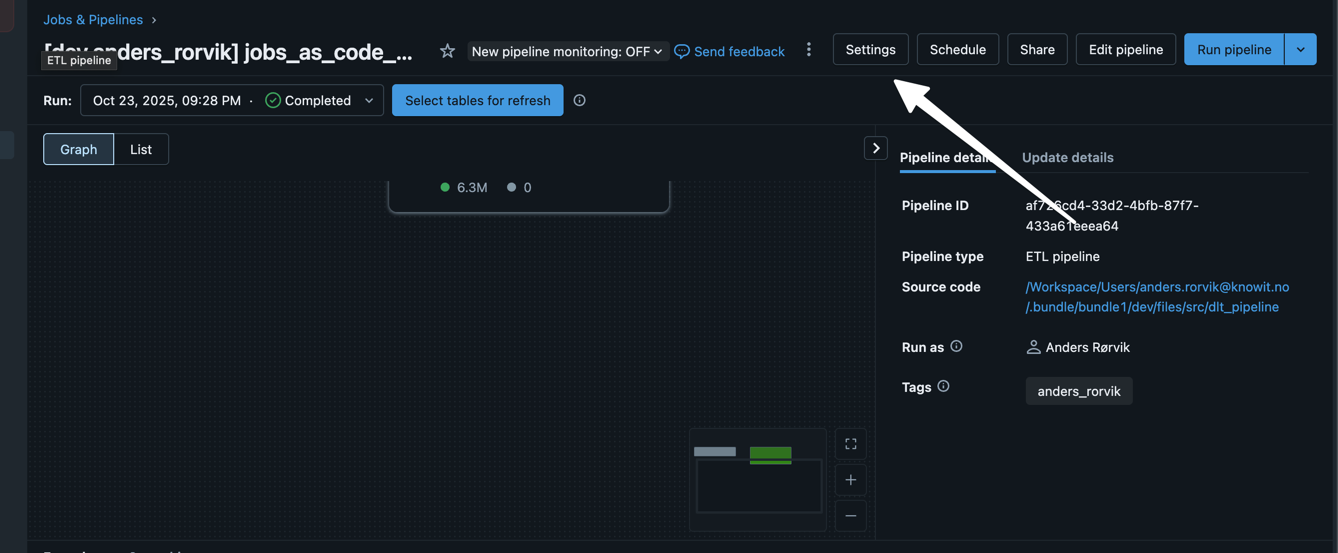 Jobs & Pipelines
[dev anders_rorvik] jobs_as_code_...
ETL pipeline
New pipeline monitoring: OFF
Send feedback
Settings
Schedule
Share
Edit pipeline
Run pipeline
Run:
Oct 23, 2025, 09:28 PM · Completed
Select tables for refresh
Graph
List
6.3M
0
Pipeline details
Update details
Pipeline ID
af726cd4-33d2-4bfb-87f7-
433a61eeea64
Pipeline type
ETL pipeline
Source code
/Workspace/Users/anders.rorvik@knowit.no
/.bundle/bundle1/dev/files/src/dlt_pipeline
Run as
Anders Rørvik
Tags
anders_rorvik